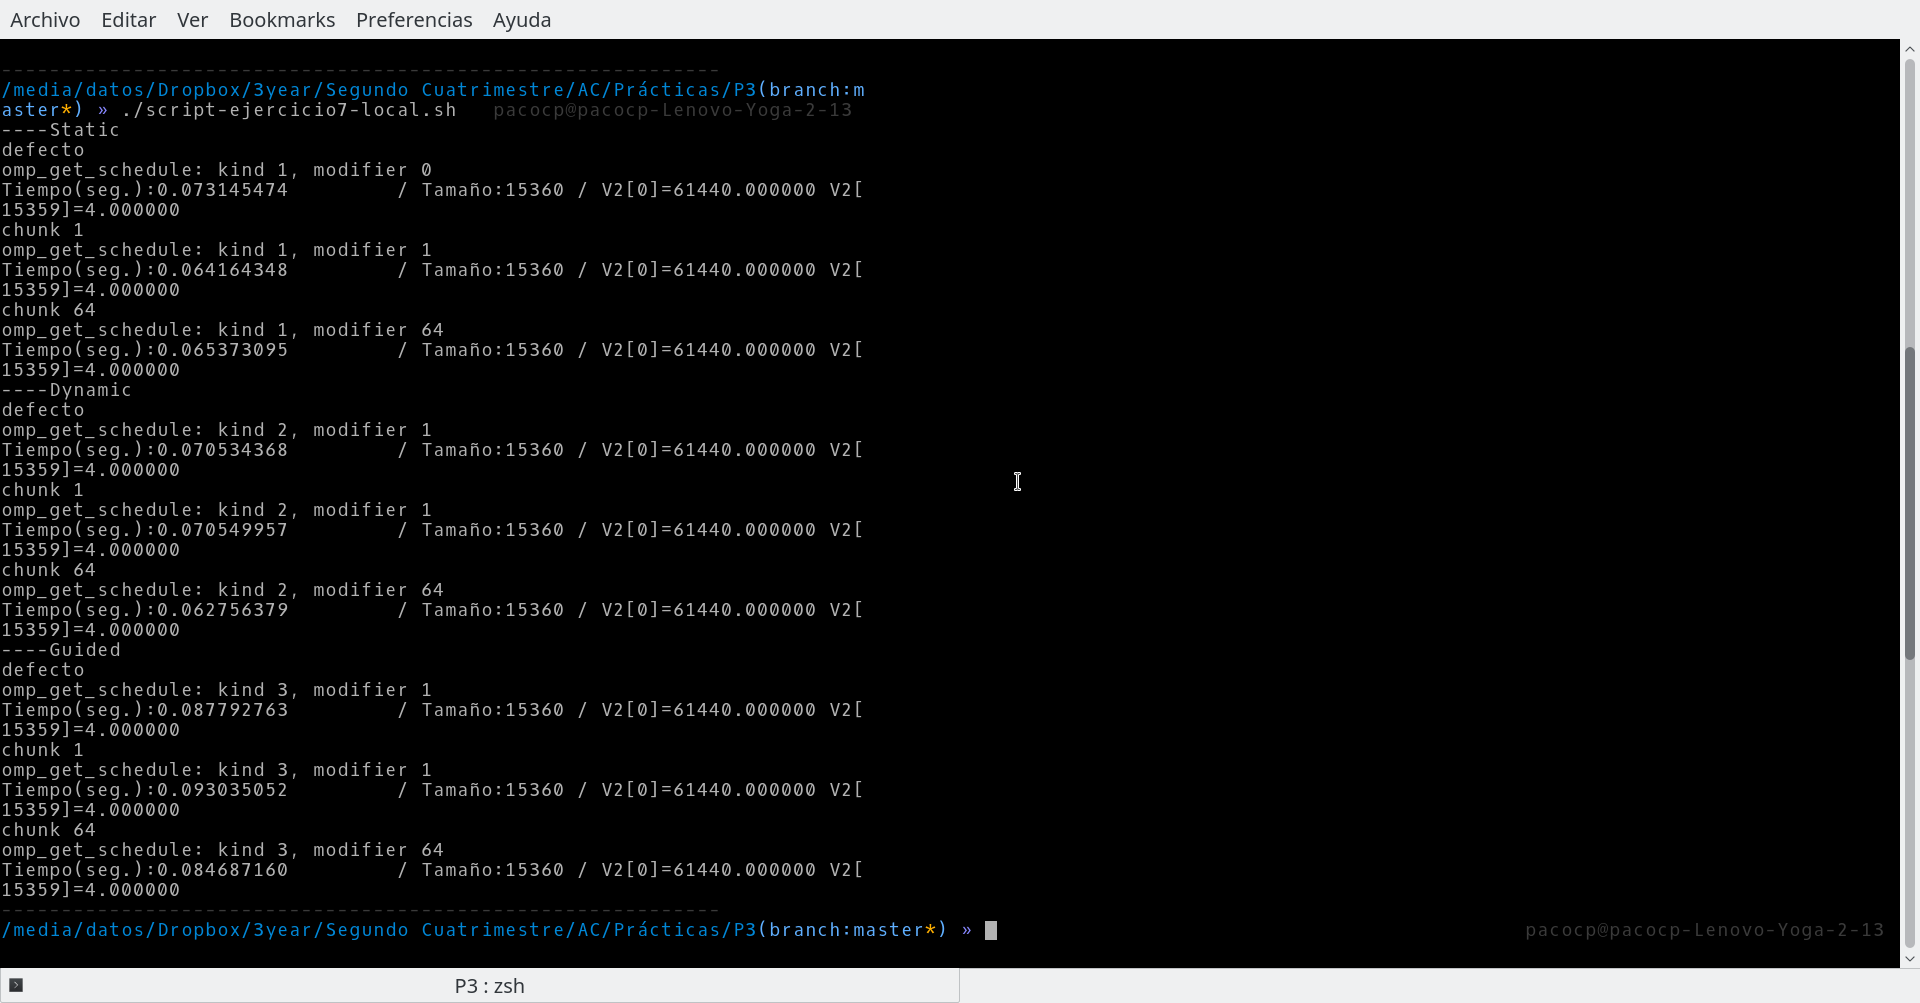 Archivo Editar Ver Bookmarks Preferencias Ayuda
------------------------------------------------------------
/media/datos/Dropbox/3year/Segundo Cuatrimestre/AC/Prácticas/P3(branch:m
aster*) » ./script-ejercicio7-local.sh   pacocp@pacocp-Lenovo-Yoga-2-13
----Static
defecto
omp_get_schedule: kind 1, modifier 0
Tiempo(seg.):0.073145474         / Tamaño:15360 / V2[0]=61440.000000 V2[
15359]=4.000000
chunk 1
omp_get_schedule: kind 1, modifier 1
Tiempo(seg.):0.064164348         / Tamaño:15360 / V2[0]=61440.000000 V2[
15359]=4.000000
chunk 64
omp_get_schedule: kind 1, modifier 64
Tiempo(seg.):0.065373095         / Tamaño:15360 / V2[0]=61440.000000 V2[
15359]=4.000000
----Dynamic
defecto
omp_get_schedule: kind 2, modifier 1
Tiempo(seg.):0.070534368         / Tamaño:15360 / V2[0]=61440.000000 V2[
15359]=4.000000
chunk 1
omp_get_schedule: kind 2, modifier 1
Tiempo(seg.):0.070549957         / Tamaño:15360 / V2[0]=61440.000000 V2[
15359]=4.000000
chunk 64
omp_get_schedule: kind 2, modifier 64
Tiempo(seg.):0.062756379         / Tamaño:15360 / V2[0]=61440.000000 V2[
15359]=4.000000
----Guided
defecto
omp_get_schedule: kind 3, modifier 1
Tiempo(seg.):0.087792763         / Tamaño:15360 / V2[0]=61440.000000 V2[
15359]=4.000000
chunk 1
omp_get_schedule: kind 3, modifier 1
Tiempo(seg.):0.093035052         / Tamaño:15360 / V2[0]=61440.000000 V2[
15359]=4.000000
chunk 64
omp_get_schedule: kind 3, modifier 64
Tiempo(seg.):0.084687160         / Tamaño:15360 / V2[0]=61440.000000 V2[
15359]=4.000000
------------------------------------------------------------
/media/datos/Dropbox/3year/Segundo Cuatrimestre/AC/Prácticas/P3(branch:master*) » pacocp@pacocp-Lenovo-Yoga-2-13
P3 : zsh